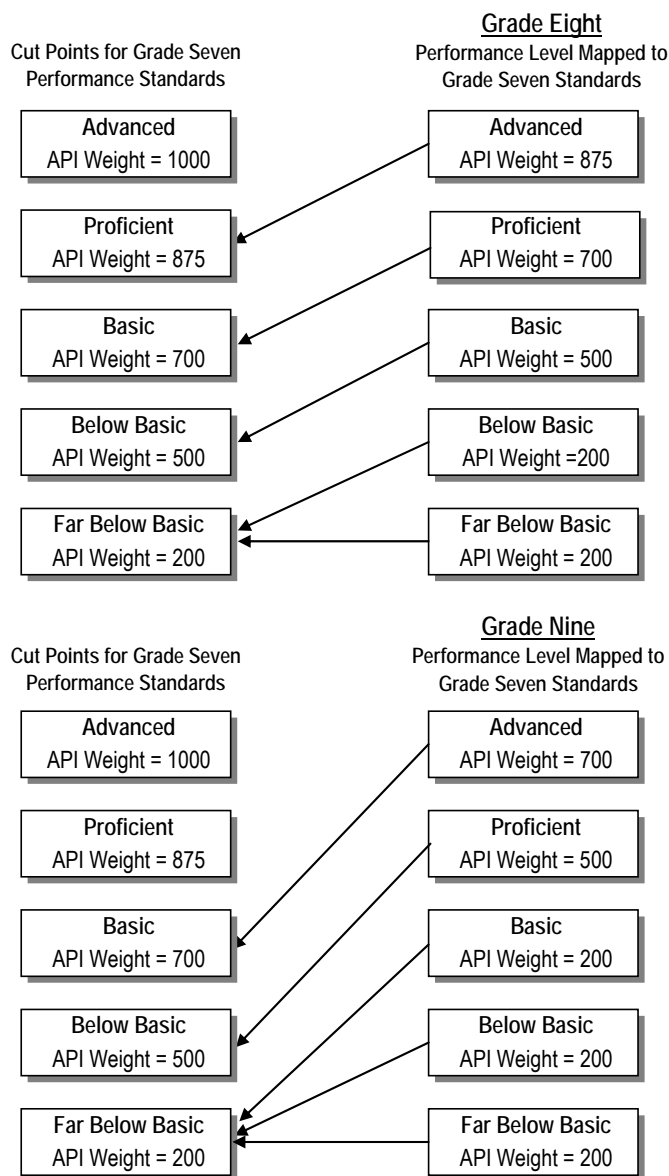 Grade Eight
Cut Points for Grade Seven
Performance Standards
Performance Level Mapped to
Grade Seven Standards
Advanced
API Weight = 1000
Advanced
API Weight = 875
Proficient
API Weight = 875
Proficient
API Weight = 700
Basic
API Weight = 700
Basic
API Weight = 500
Below Basic
API Weight = 500
Below Basic
API Weight =200
Far Below Basic
API Weight = 200
Far Below Basic
API Weight = 200
Grade Nine
Cut Points for Grade Seven
Performance Standards
Performance Level Mapped to
Grade Seven Standards
Advanced
API Weight = 1000
Advanced
API Weight = 700
Proficient
API Weight = 875
Proficient
API Weight = 500
Basic
API Weight = 700
Basic
API Weight = 200
Below Basic
API Weight = 500
Below Basic
API Weight = 200
Far Below Basic
API Weight = 200
Far Below Basic
API Weight = 200